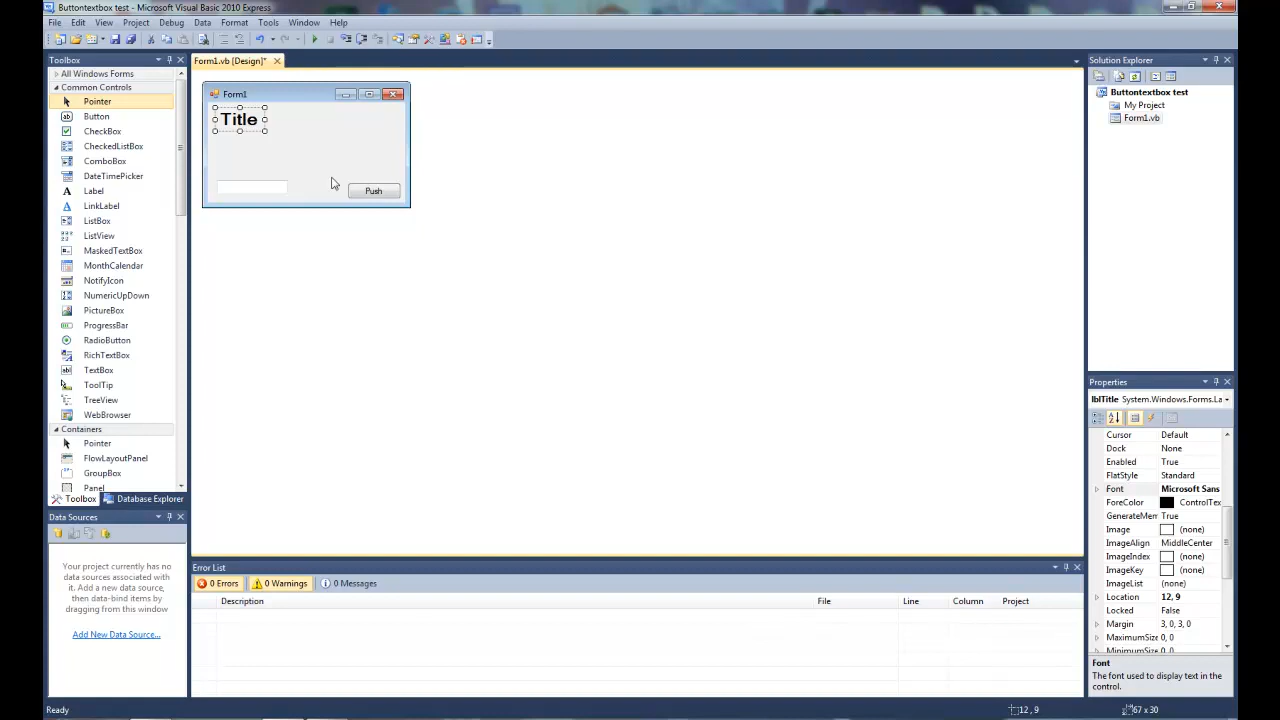 Buttontextbox test - Microsoft Visual Basic 2010 Express
File Edit View Project Debug Data Format Tools Window Help
Toolbox
All Windows Forms
Common Controls
Pointer
Button
CheckBox
CheckedListBox
ComboBox
DateTimePicker
Label
LinkLabel
ListBox
ListView
MaskedTextBox
MonthCalendar
NotifyIcon
NumericUpDown
PictureBox
ProgressBar
RadioButton
RichTextBox
TextBox
ToolTip
TreeView
WebBrowser
Containers
Pointer
FlowLayoutPanel
GroupBox
Panel
Toolbox Database Explorer
Data Sources
Your project currently has
no data sources associated
with it. Add a new data source,
then data-bind items by
dragging from this window
Add New Data Source...
Form1.vb [Design]*
Form1
Title
Push
Error List
0 Errors 0 Warnings 0 Messages
Description File Line Column Project
Solution Explorer
Buttontextbox test
My Project
Form1.vb
Properties
lblTitle System.Windows.Forms.La
Cursor Default
Dock None
Enabled True
FlatStyle Standard
Font Microsoft Sans
ForeColor ControlTex
GenerateMem True
Image (none)
ImageAlign MiddleCenter
ImageIndex (none)
ImageKey (none)
ImageList (none)
Location 12, 9
Locked False
Margin 3, 0, 3, 0
MaximumSize 0, 0
MinimumSize 0, 0
Font
The font used to display text in the
control.
Ready 12 , 9 67 x 30